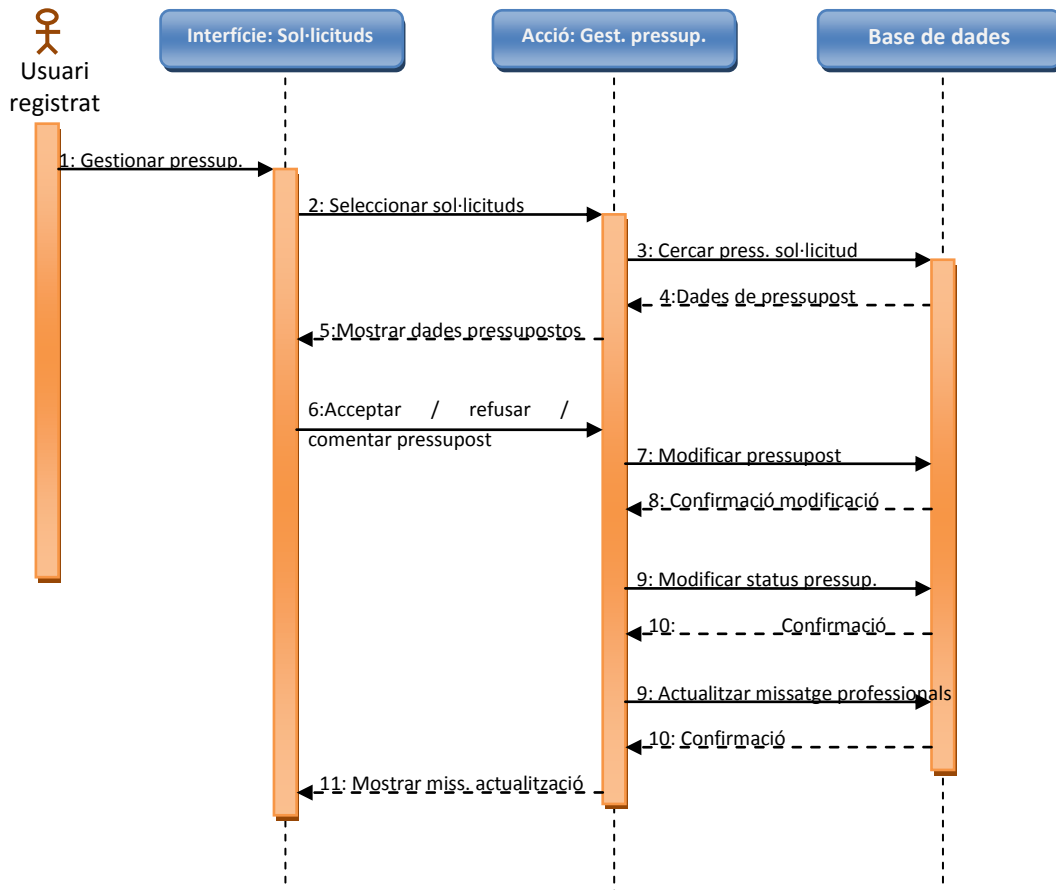 Interfície: Sol·licituds
Acció: Gest. pressup.
Base de dades
Usuari
registrat
1: Gestionar pressup.
2: Seleccionar sol·licituds
3: Cercar press. sol·licitud
4:Dades de pressupost
5:Mostrar dades pressupostos
6:Acceptar / refusar /
comentar pressupost
7: Modificar pressupost
8: Confirmació modificació
9: Modificar status pressup.
10: Confirmació
9: Actualitzar missatge professionals
10: Confirmació
11: Mostrar miss. actualització